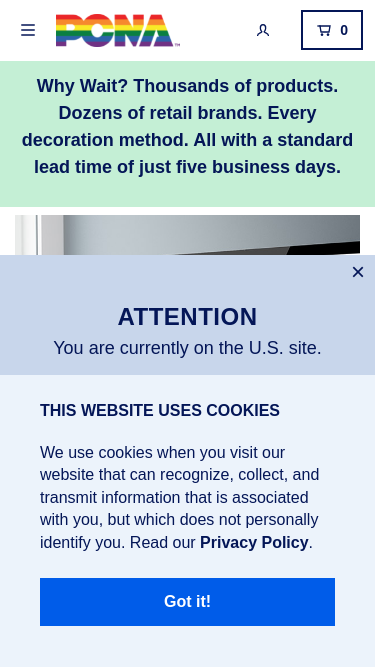 PCNA™
0
Why Wait? Thousands of products.
Dozens of retail brands. Every
decoration method. All with a standard
lead time of just five business days.
×
ATTENTION
You are currently on the U.S. site.
THIS WEBSITE USES COOKIES
We use cookies when you visit our
website that can recognize, collect, and
transmit information that is associated
with you, but which does not personally
identify you. Read our Privacy Policy.
Got it!